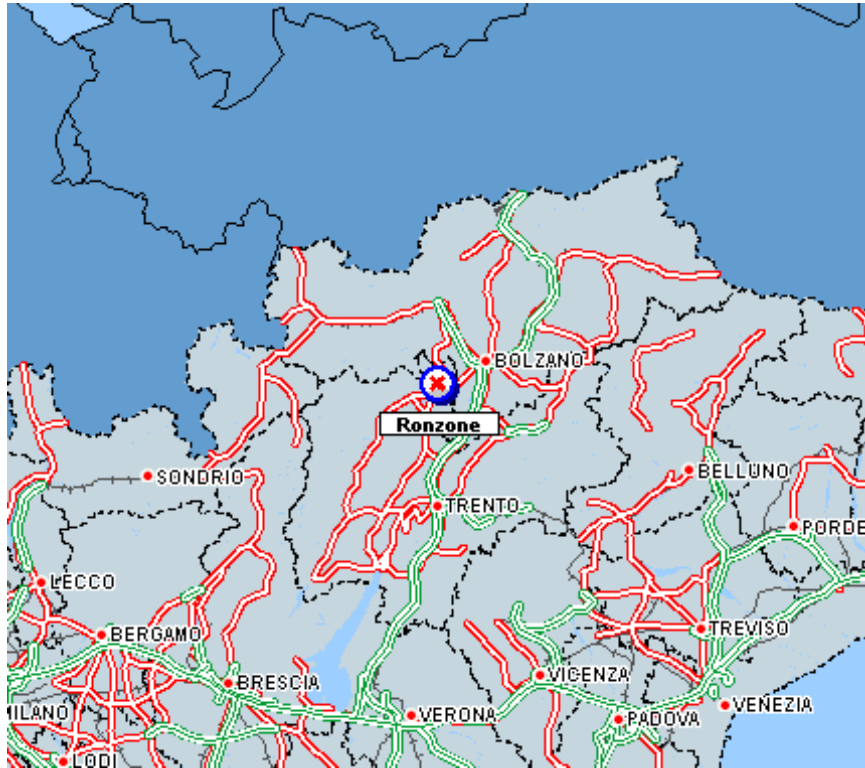 BOLZANO
Ronzone
SONDRIO
BELLUNO
TRENTO
PORDE
LECCO
BERGAMO
TREVISO
VICENZA
BRESCIA
VENEZIA
MILANO
VERONA
PADOVA
LODI